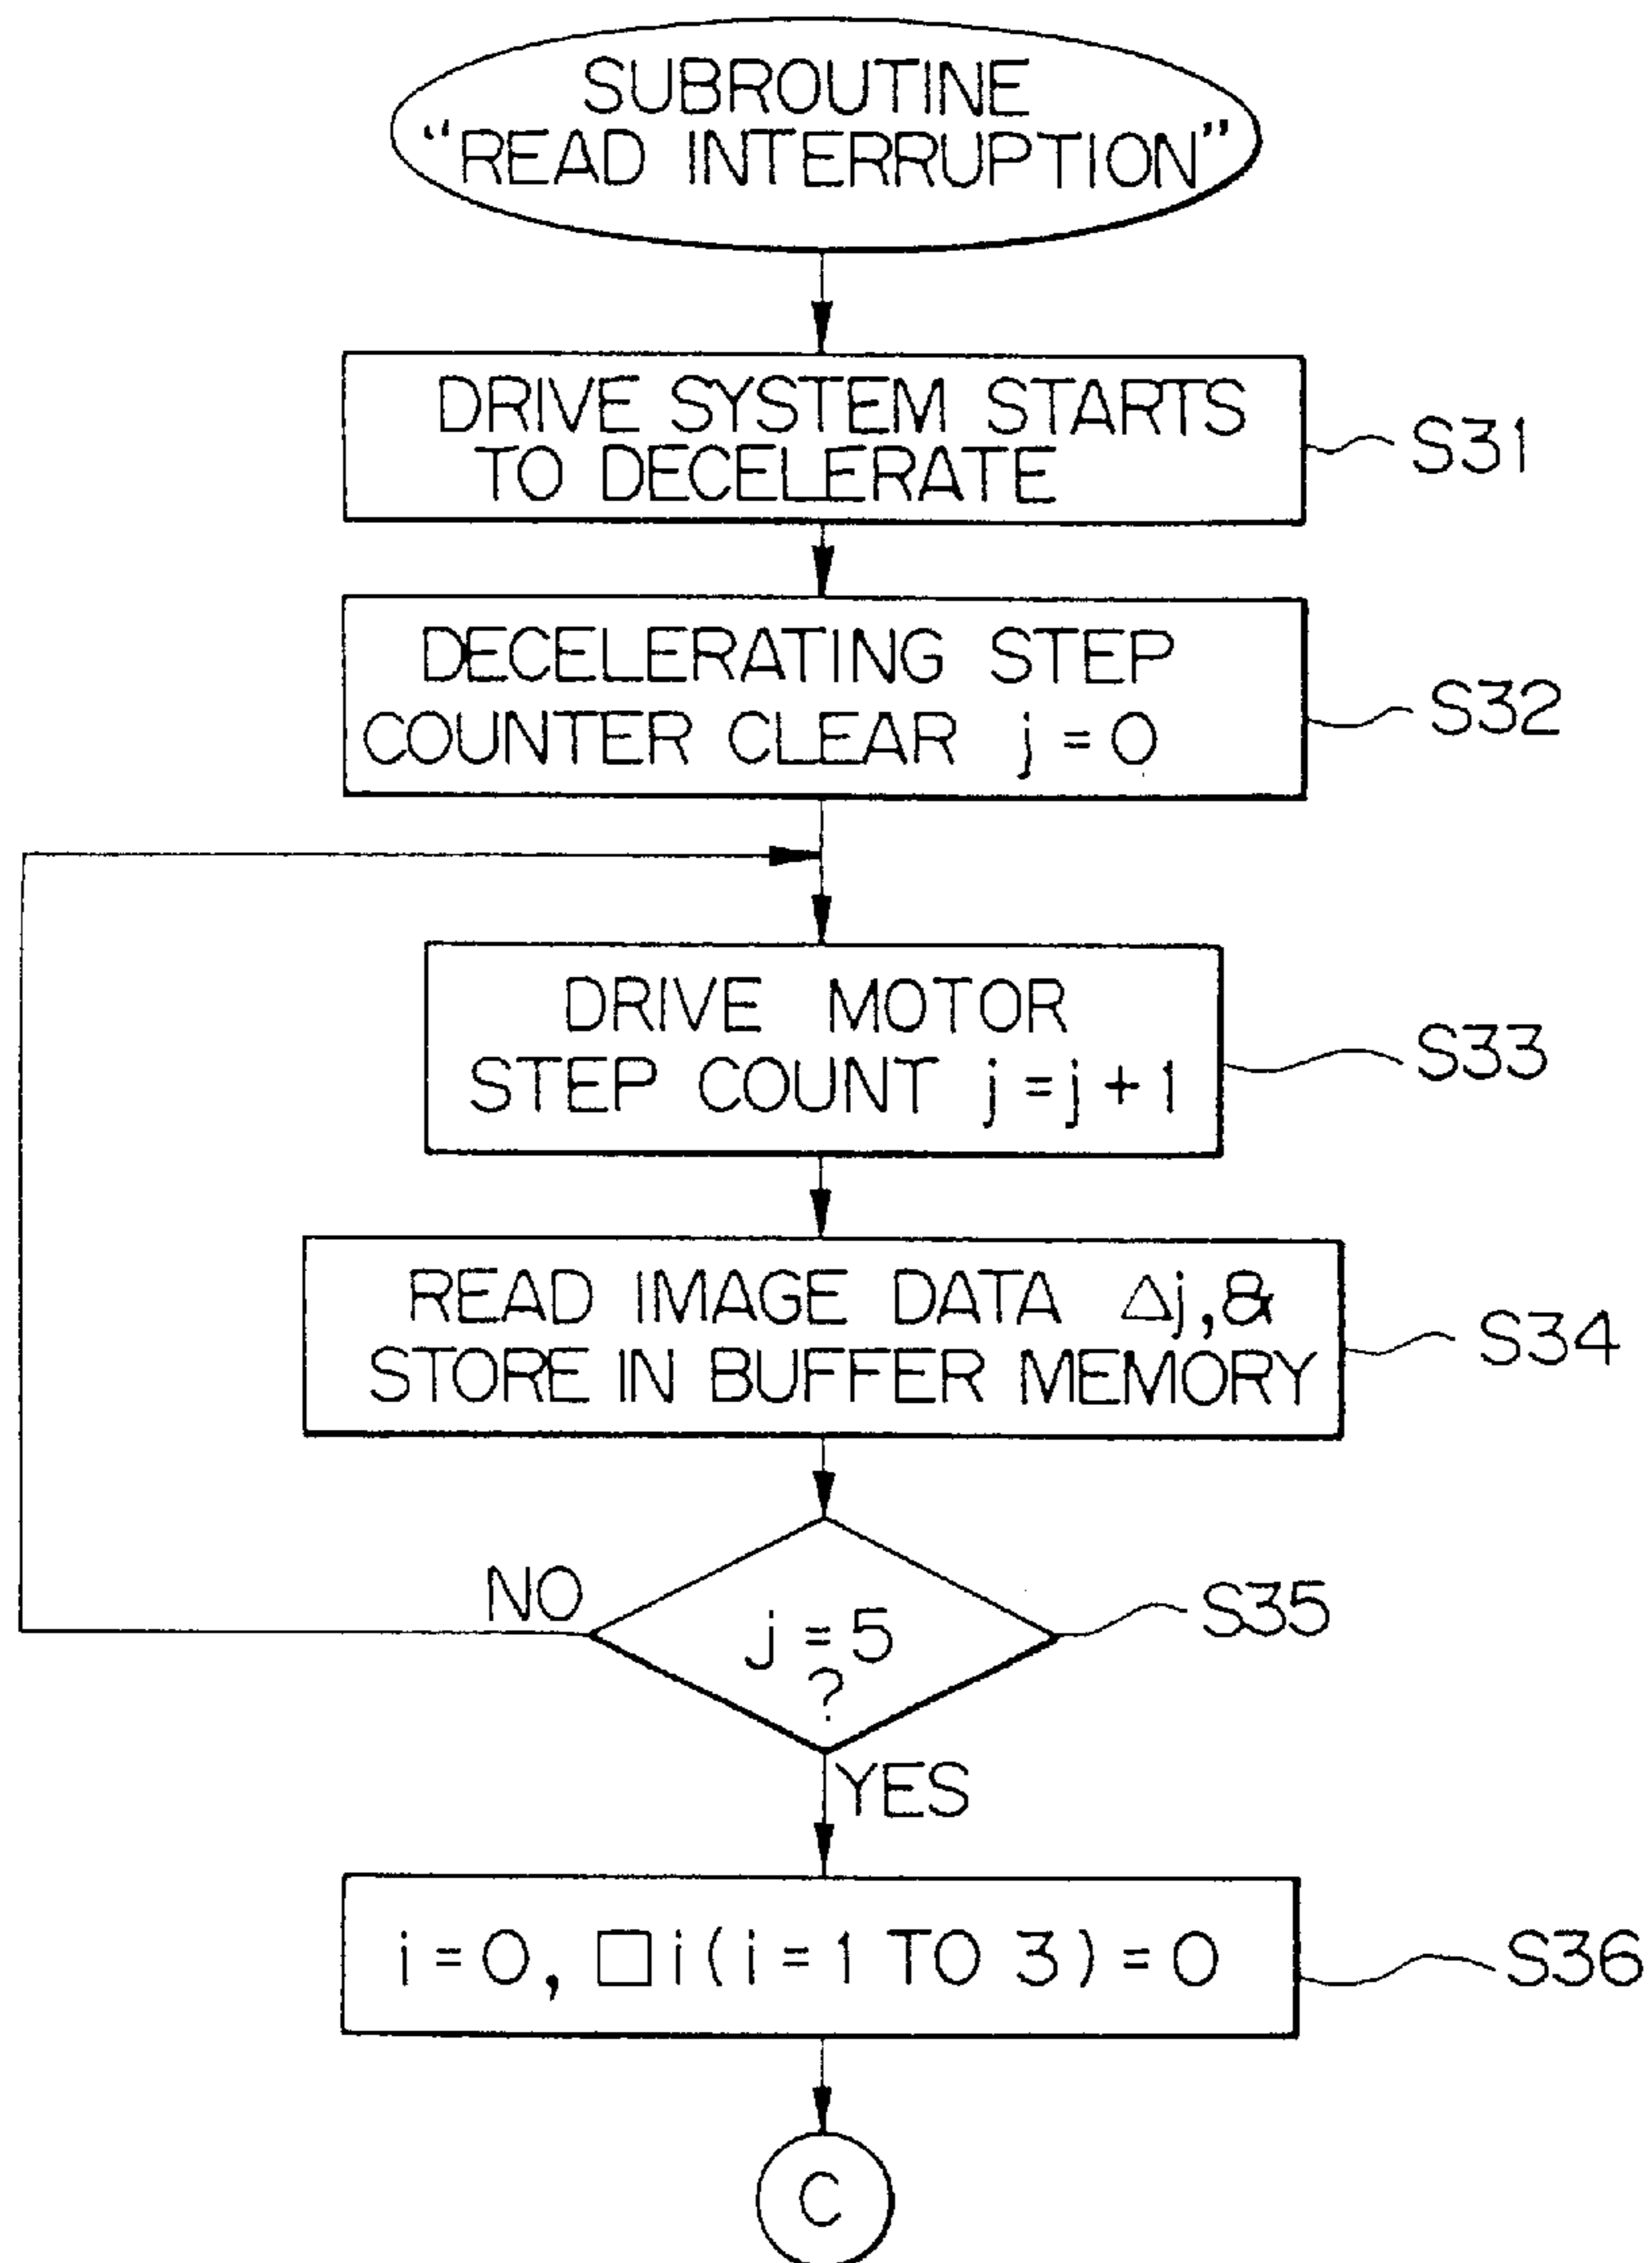 SUBROUTINE
“READ INTERRUPTION”
DRIVE SYSTEM STARTS
TO DECELERATE
S31
DECELERATING STEP
COUNTER CLEAR j = 0
S32
DRIVE MOTOR
STEP COUNT j = j + 1
S33
READ IMAGE DATA Δj, &
STORE IN BUFFER MEMORY
S34
NO
j = 5
?
S35
YES
i = 0, □ i ( i = 1 TO 3 ) = 0
S36
C